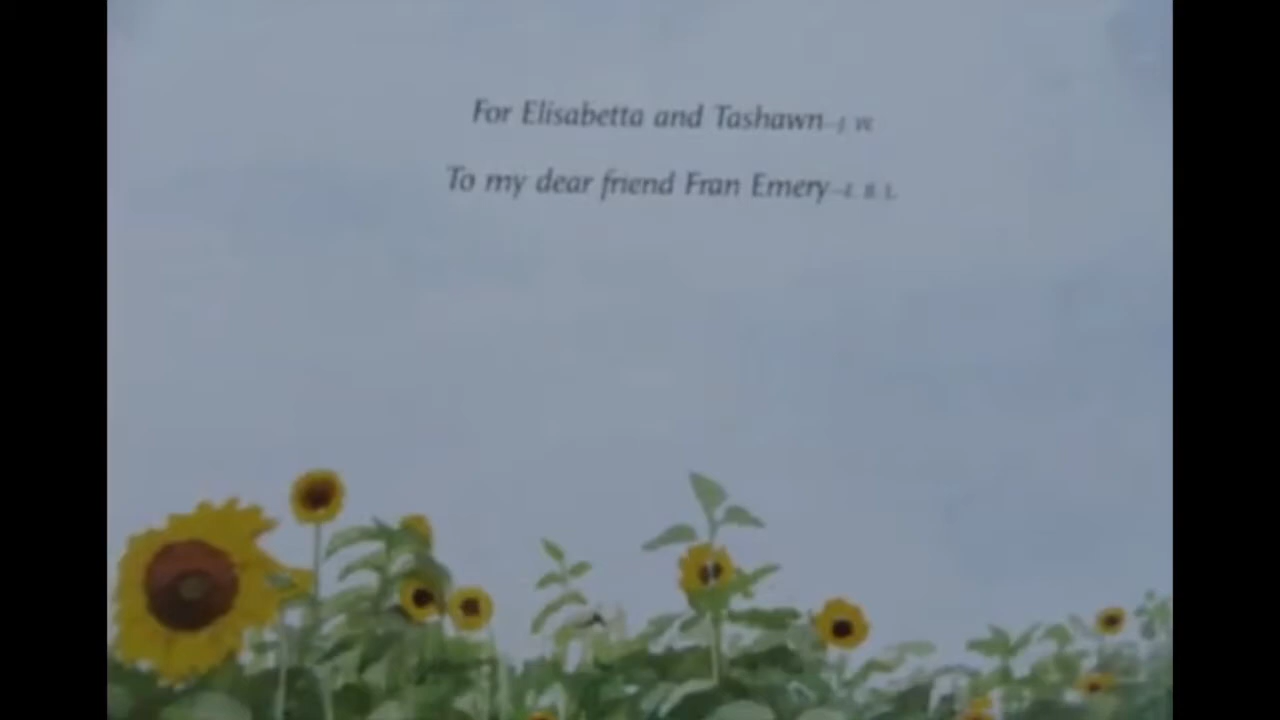 For Elisabetta and Tashawn–J. W.
To my dear friend Fran Emery–E. B. L.